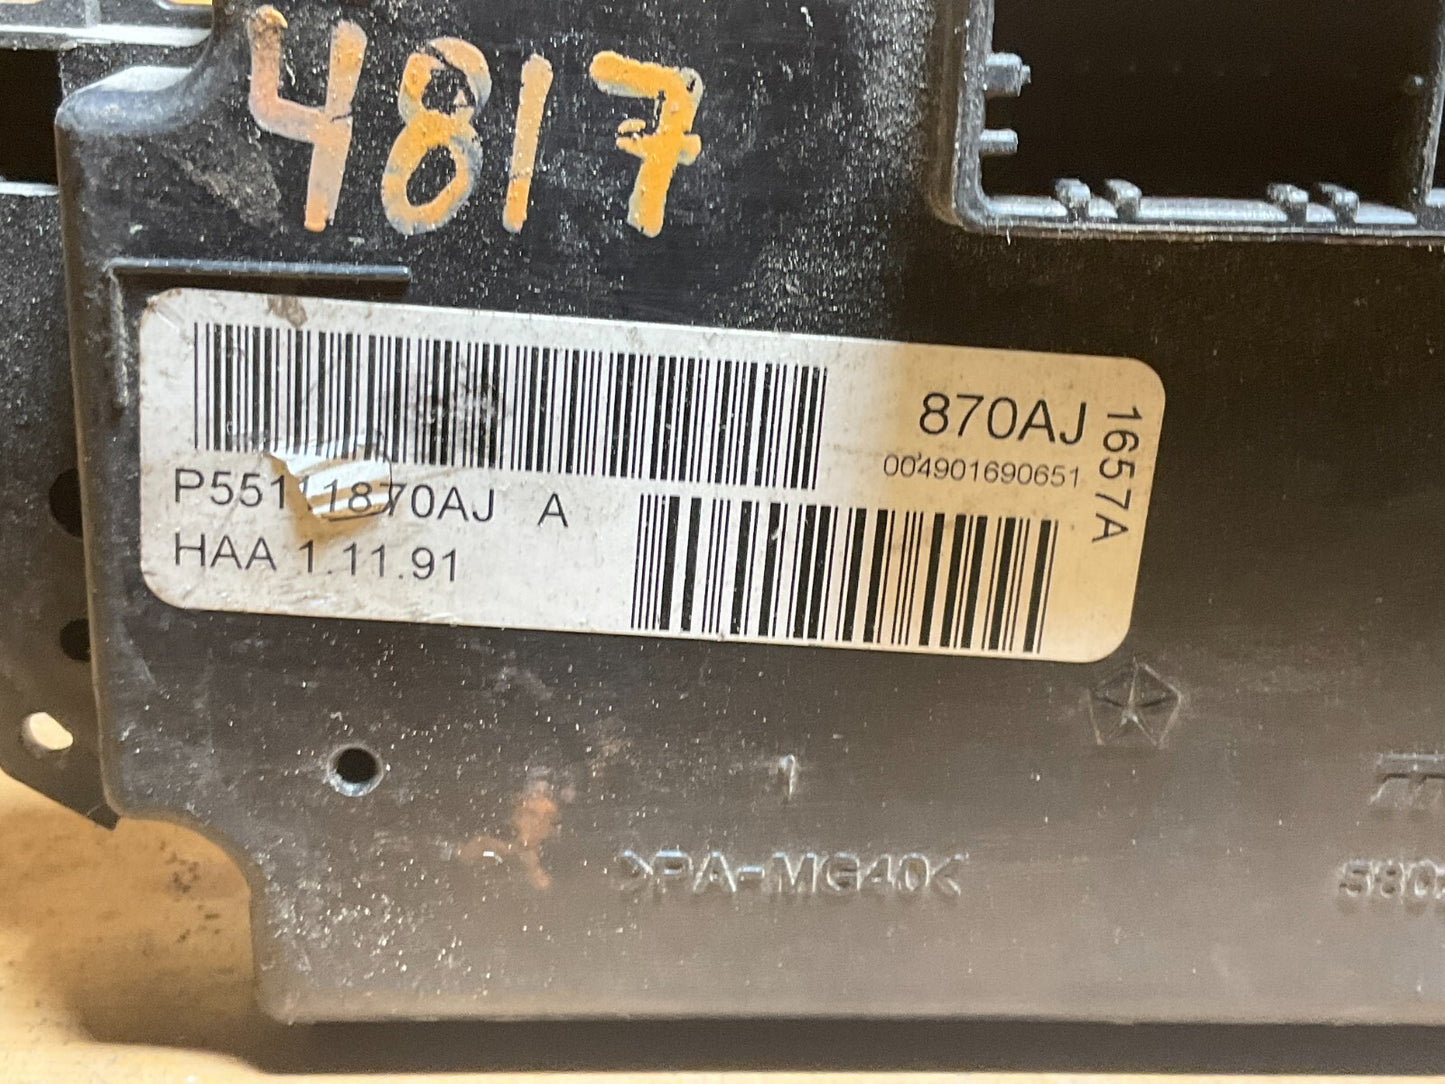 4817
870AJ
004901690651
1657A
P55111870AJ A
HAA 1.11.91
>PA-MG40<